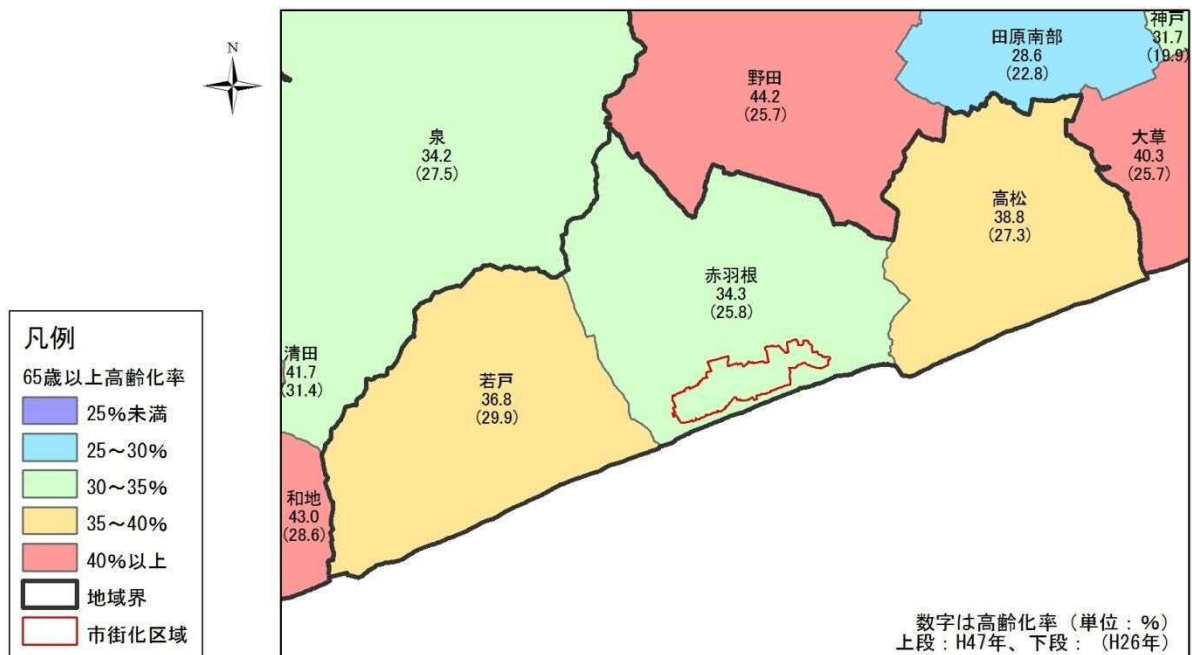 N
神戸
31.7
(19.9)
田原南部
28.6
(22.8)
野田
44.2
(25.7)
泉
34.2
(27.5)
大草
40.3
(25.7)
高松
38.8
(27.3)
赤羽根
34.3
(25.8)
清田
41.7
(31.4)
若戸
36.8
(29.9)
和地
43.0
(28.6)
凡例
65歳以上高齢化率
25%未満
25～30%
30～35%
35～40%
40%以上
地域界
市街化区域
数字は高齢化率（単位：%）
上段：H47年、下段：（H26年）